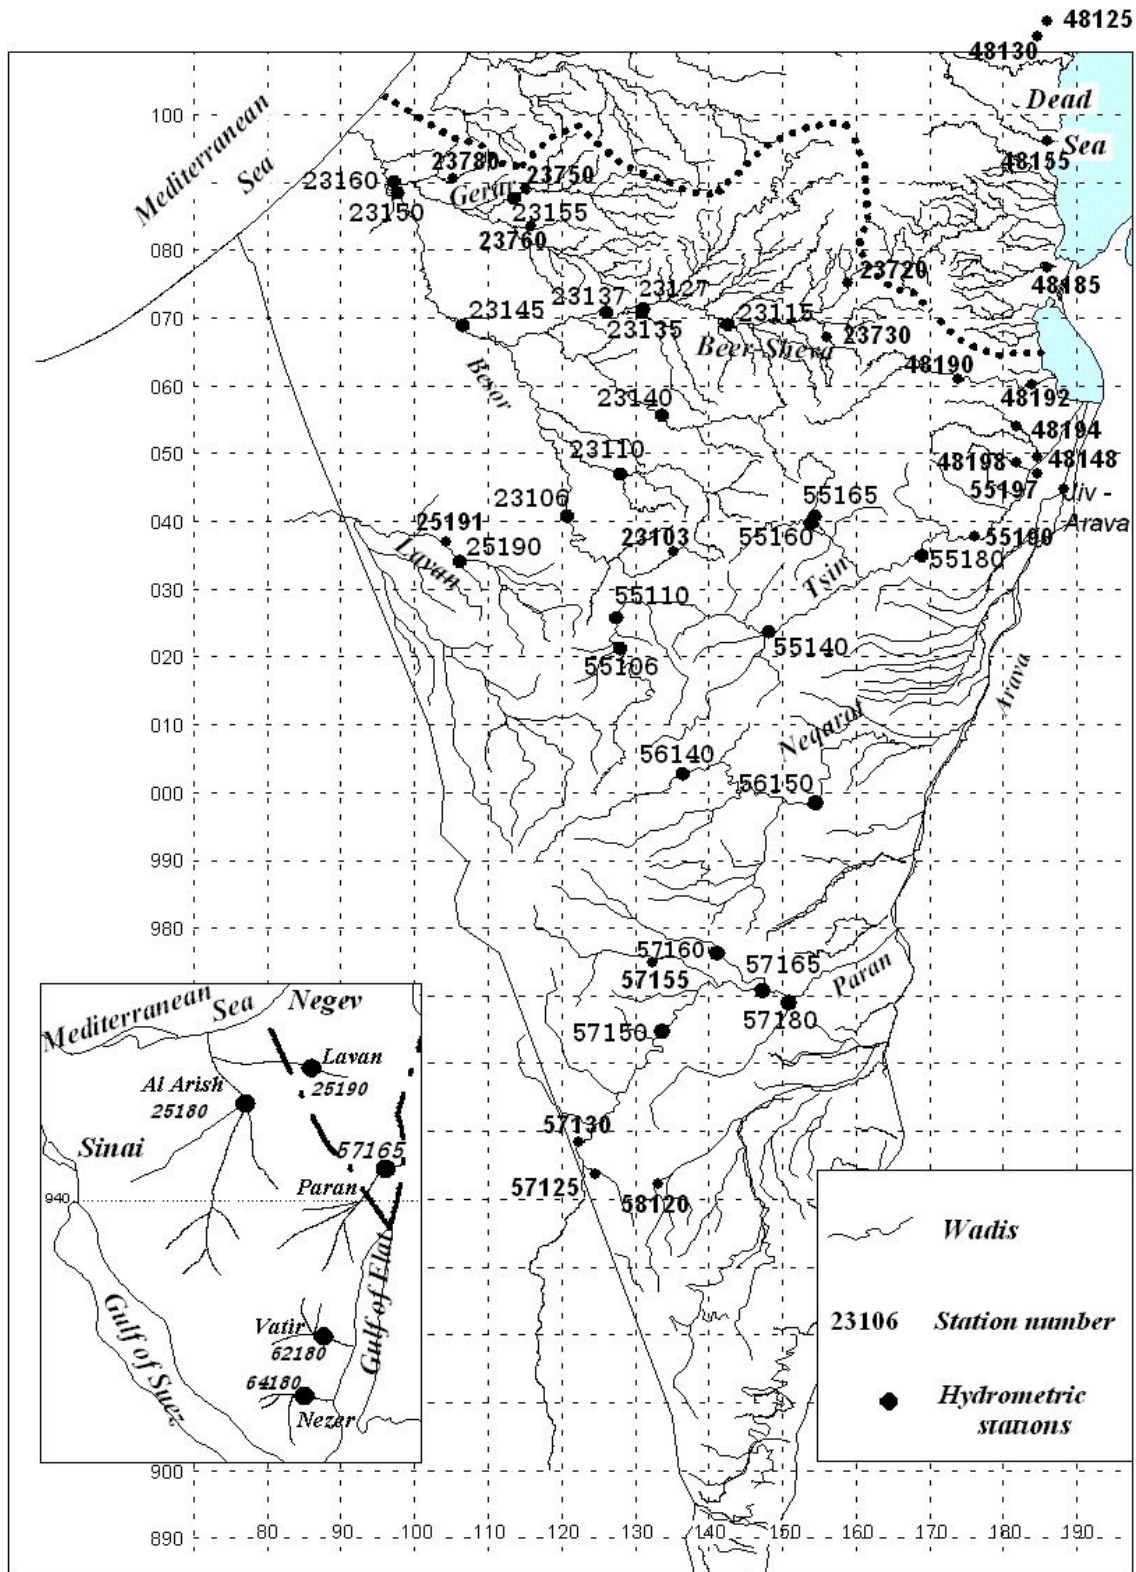 48125
48130
Dead
Sea
48155
Mediterranean
Sea
100
23780
23160
Gerar
23750
23150
23155
080
23760
23720
48185
23137
23127
23145
23135
23115
070
Beer-Sheva
23730
48190
060
Besor
23140
48192
48194
23110
050
48198
48148
23106
55165
55197
div -
Arava
040
25191
25190
23103
55160
55190
Lavan
55180
030
55110
Tsin
55140
020
55106
Arava
010
Neqarot
56140
56150
000
990
980
57160
57155
57165
Paran
57180
57150
57130
57125
58120
Mediterranean
Sea
Negev
Lavan
25190
Al Arish
25180
Sinai
57165
Paran
940
Gulf of Elat
Vatir
62180
64180
Nezer
Gulf of Suez
Wadis
23106 Station number
Hydrometric
stations
900
890
80 90 100 110 120 130 140 150 160 170 180 190